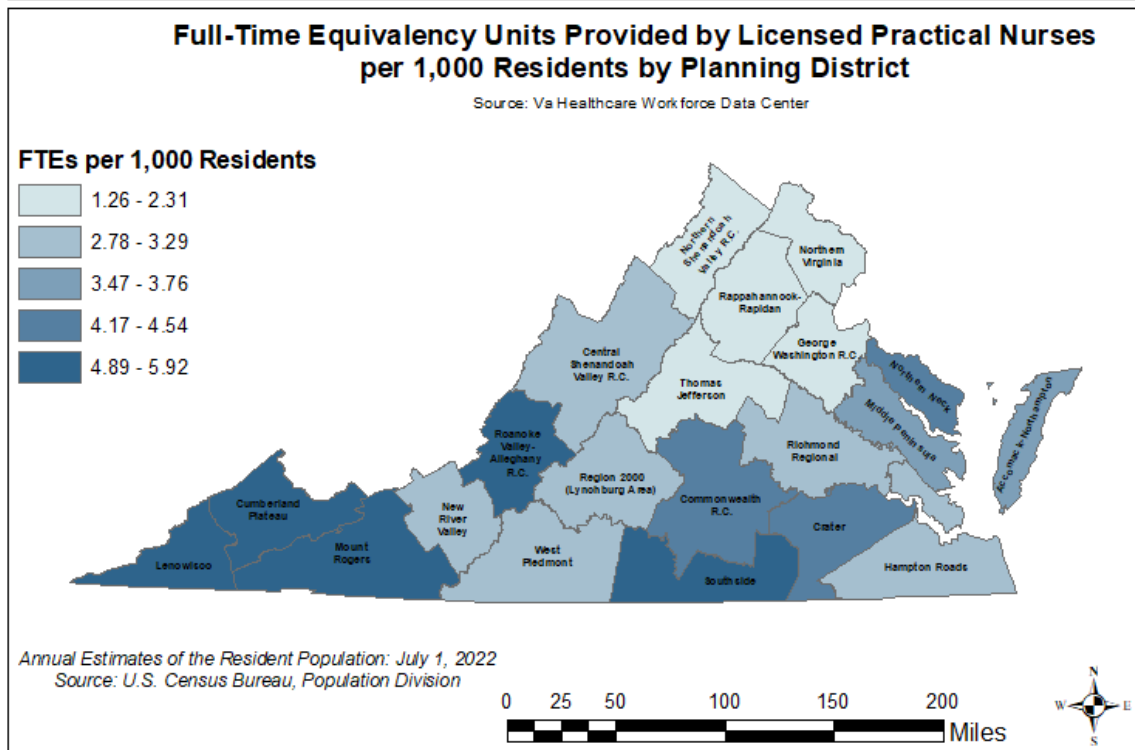 Full-Time Equivalency Units Provided by Licensed Practical Nurses
per 1,000 Residents by Planning District
Source: Va Healthcare Workforce Data Center
FTEs per 1,000 Residents
1.26 - 2.31
2.78 - 3.29
3.47 - 3.76
4.17 - 4.54
4.89 - 5.92
Northern
Shenandoah
Valley R.C.
Northern
Virginia
Rappahannock-
Rapidan
George
Washington R.C.
Central
Shenandoah
Valley R.C.
Northern Neck
Thomas
Jefferson
Middle Peninsula
Accomack-Northampton
Roanoke
Valley-
Alleghany
R.C.
Richmond
Regional
Region 2000
(Lynchburg Area)
Commonwealth
R.C.
Cumberland
Plateau
New
River
Valley
Crater
Mount
Rogers
West
Piedmont
Lenowisco
Southside
Hampton Roads
Annual Estimates of the Resident Population: July 1, 2022
Source: U.S. Census Bureau, Population Division
0 25 50 100 150 200
Miles
N
W E
S